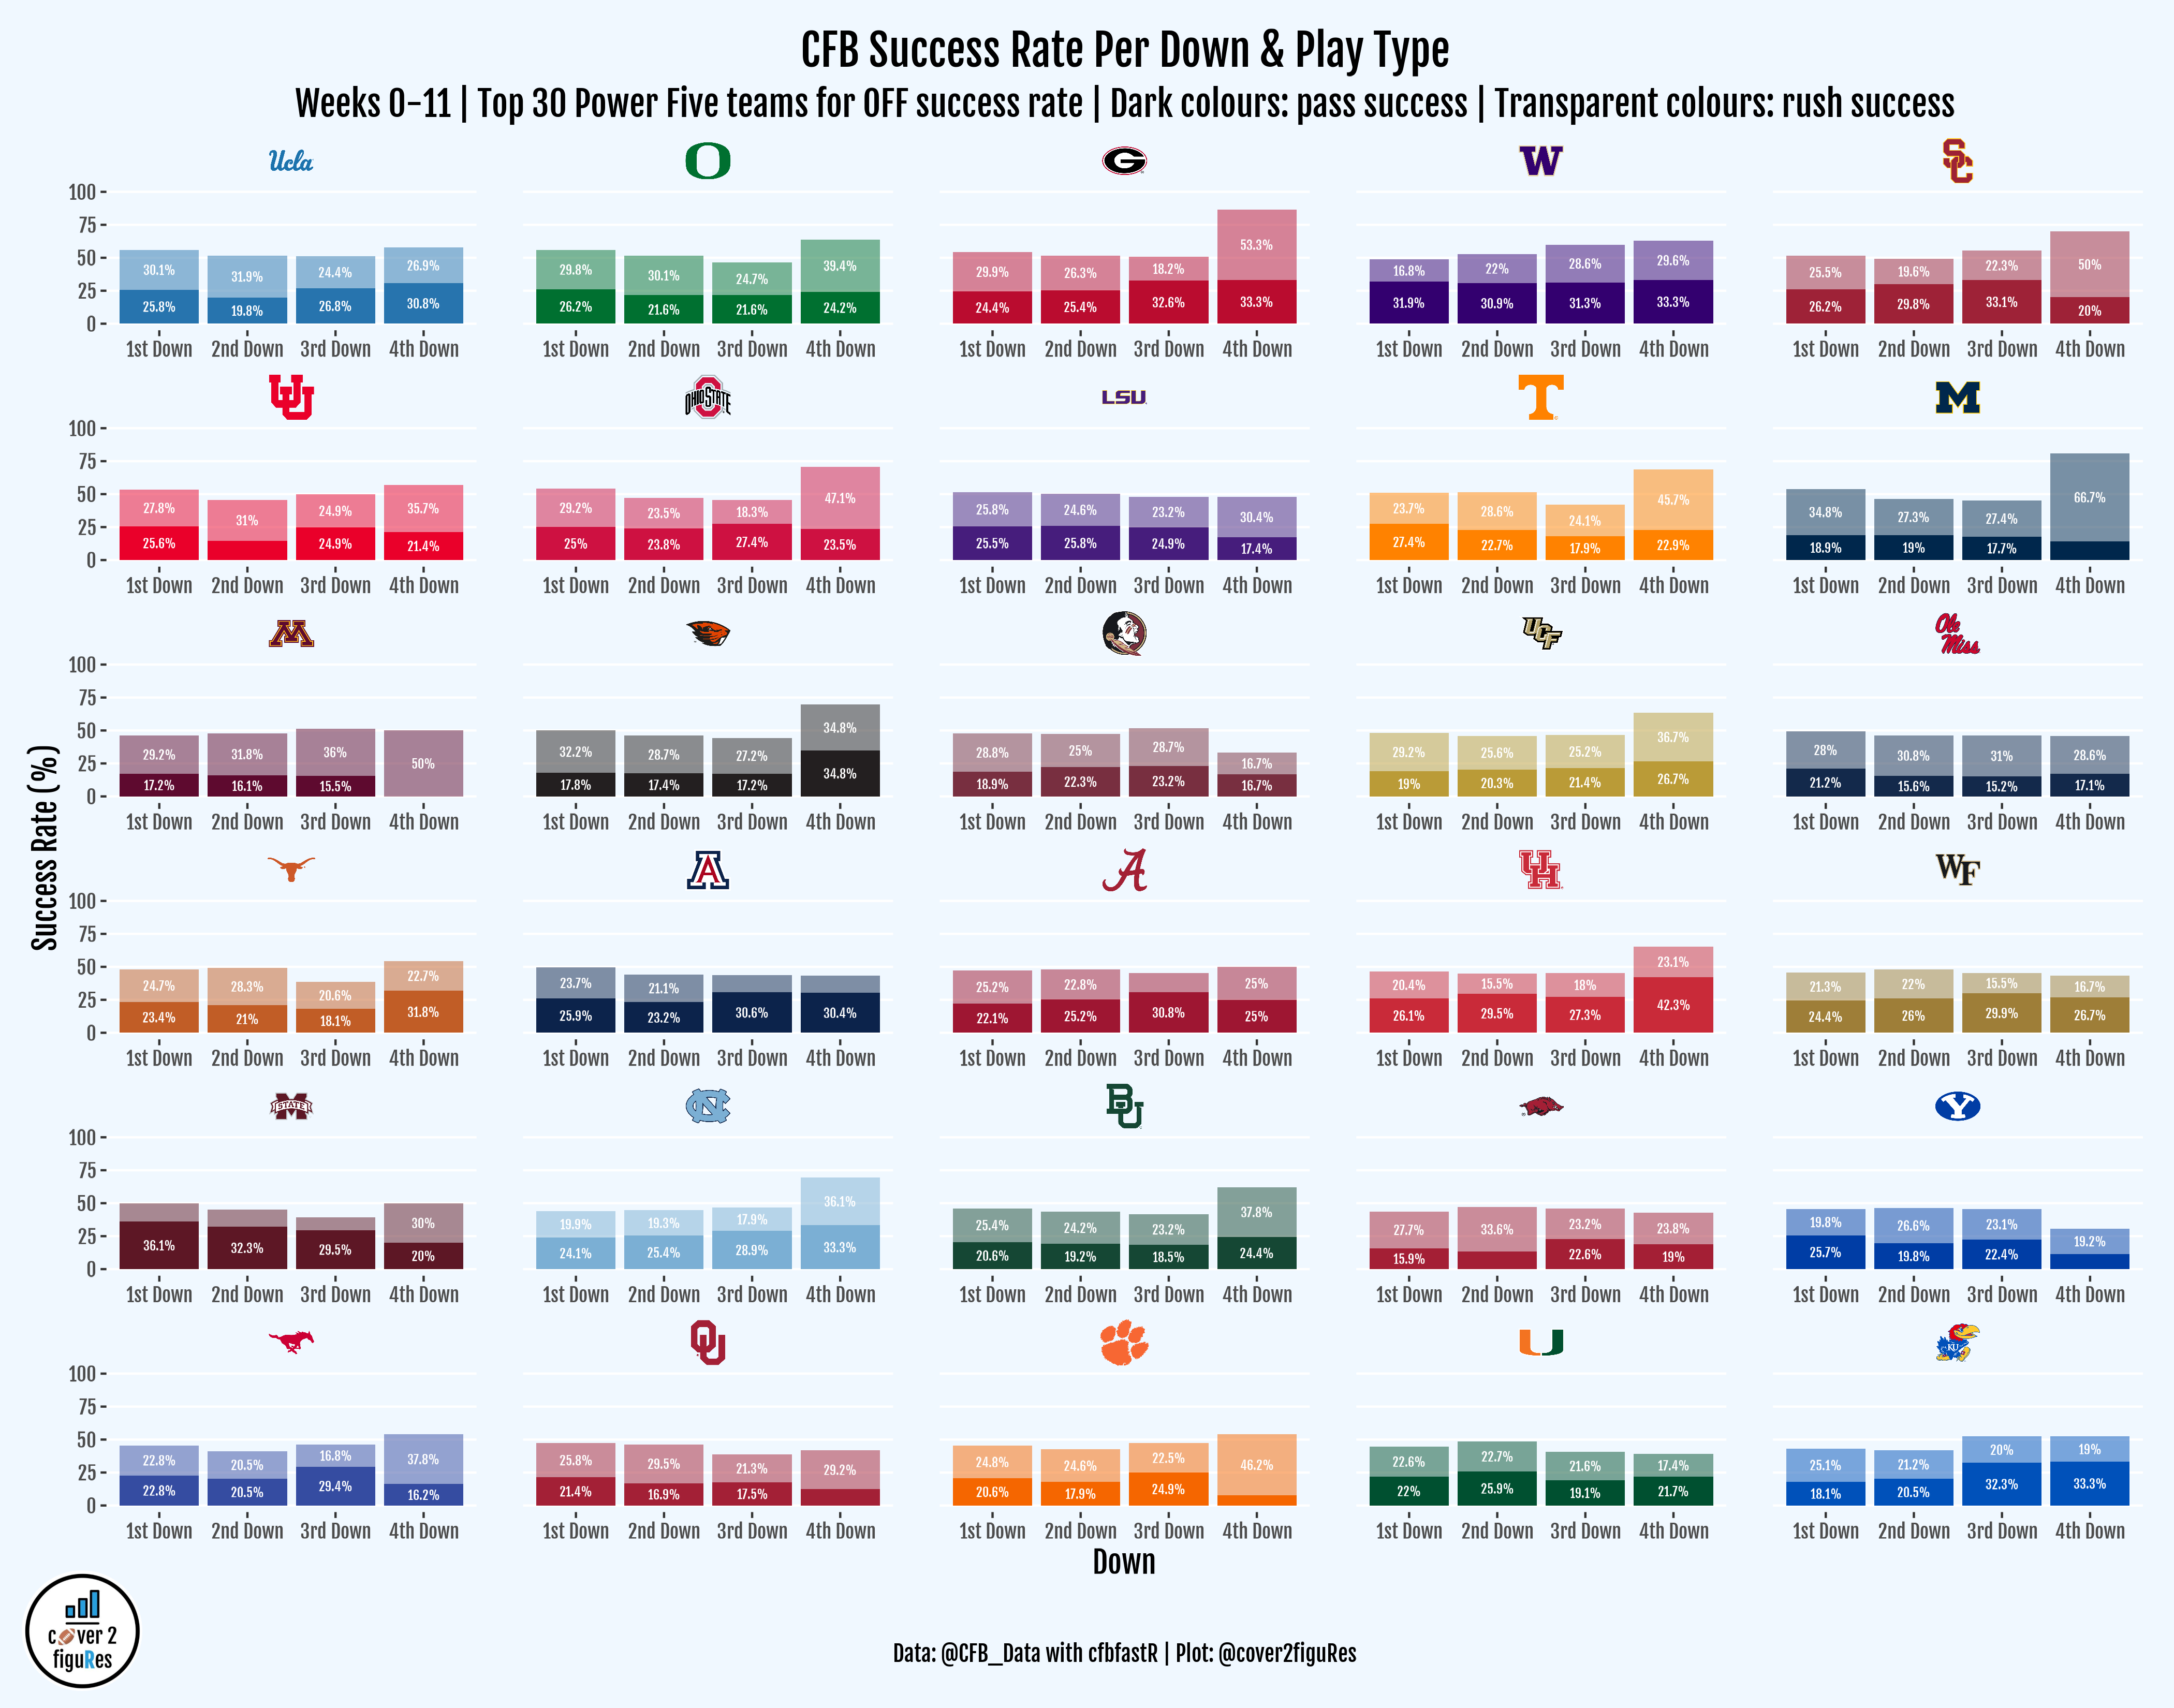 CFB Success Rate Per Down & Play Type
Weeks 0-11 | Top 30 Power Five teams for OFF success rate | Dark colours: pass success | Transparent colours: rush success
Ucla O G W SC
100
75
50
25
0
30.1% 31.9% 24.4% 26.9% 29.8% 30.1% 24.7% 39.4% 29.9% 26.3% 18.2% 53.3% 16.8% 22% 28.6% 29.6% 25.5% 19.6% 22.3% 50%
25.8% 19.8% 26.8% 30.8% 26.2% 21.6% 21.6% 24.2% 24.4% 25.4% 32.6% 33.3% 31.9% 30.9% 31.3% 33.3% 26.2% 29.8% 33.1% 20%
1st Down 2nd Down 3rd Down 4th Down 1st Down 2nd Down 3rd Down 4th Down 1st Down 2nd Down 3rd Down 4th Down 1st Down 2nd Down 3rd Down 4th Down 1st Down 2nd Down 3rd Down 4th Down
U OHIO STATE LSU T M
100
75
50
25
0
27.8% 31% 24.9% 35.7% 29.2% 23.5% 18.3% 47.1% 25.8% 24.6% 23.2% 30.4% 23.7% 28.6% 24.1% 45.7% 34.8% 27.3% 27.4% 66.7%
25.6% 24.9% 21.4% 25% 23.8% 27.4% 23.5% 25.5% 25.8% 24.9% 17.4% 27.4% 22.7% 17.9% 22.9% 18.9% 19% 17.7%
1st Down 2nd Down 3rd Down 4th Down 1st Down 2nd Down 3rd Down 4th Down 1st Down 2nd Down 3rd Down 4th Down 1st Down 2nd Down 3rd Down 4th Down 1st Down 2nd Down 3rd Down 4th Down
M UCF Ole Miss
100
75
50
25
0
29.2% 31.8% 36% 50% 32.2% 28.7% 27.2% 34.8% 28.8% 25% 28.7% 16.7% 29.2% 25.6% 25.2% 36.7% 28% 30.8% 31% 28.6%
17.2% 16.1% 15.5% 17.8% 17.4% 17.2% 34.8% 18.9% 22.3% 23.2% 16.7% 19% 20.3% 21.4% 26.7% 21.2% 15.6% 15.2% 17.1%
1st Down 2nd Down 3rd Down 4th Down 1st Down 2nd Down 3rd Down 4th Down 1st Down 2nd Down 3rd Down 4th Down 1st Down 2nd Down 3rd Down 4th Down 1st Down 2nd Down 3rd Down 4th Down
Success Rate (%)
A A UH WF
100
75
50
25
0
24.7% 28.3% 20.6% 22.7% 23.7% 21.1% 25.2% 22.8% 25% 20.4% 15.5% 18% 23.1% 21.3% 22% 15.5% 16.7%
23.4% 21% 18.1% 31.8% 25.9% 23.2% 30.6% 30.4% 22.1% 25.2% 30.8% 25% 26.1% 29.5% 27.3% 42.3% 24.4% 26% 29.9% 26.7%
1st Down 2nd Down 3rd Down 4th Down 1st Down 2nd Down 3rd Down 4th Down 1st Down 2nd Down 3rd Down 4th Down 1st Down 2nd Down 3rd Down 4th Down 1st Down 2nd Down 3rd Down 4th Down
M STATE NC BU Y
100
75
50
25
0
30% 19.9% 19.3% 17.9% 36.1% 25.4% 24.2% 23.2% 37.8% 27.7% 33.6% 23.2% 23.8% 19.8% 26.6% 23.1% 19.2%
36.1% 32.3% 29.5% 20% 24.1% 25.4% 28.9% 33.3% 20.6% 19.2% 18.5% 24.4% 15.9% 22.6% 19% 25.7% 19.8% 22.4%
1st Down 2nd Down 3rd Down 4th Down 1st Down 2nd Down 3rd Down 4th Down 1st Down 2nd Down 3rd Down 4th Down 1st Down 2nd Down 3rd Down 4th Down 1st Down 2nd Down 3rd Down 4th Down
OU U KU
100
75
50
25
0
22.8% 20.5% 16.8% 37.8% 25.8% 29.5% 21.3% 29.2% 24.8% 24.6% 22.5% 46.2% 22.6% 22.7% 21.6% 17.4% 25.1% 21.2% 20% 19%
22.8% 20.5% 29.4% 16.2% 21.4% 16.9% 17.5% 20.6% 17.9% 24.9% 22% 25.9% 19.1% 21.7% 18.1% 20.5% 32.3% 33.3%
1st Down 2nd Down 3rd Down 4th Down 1st Down 2nd Down 3rd Down 4th Down 1st Down 2nd Down 3rd Down 4th Down 1st Down 2nd Down 3rd Down 4th Down 1st Down 2nd Down 3rd Down 4th Down
Down
cover 2
figuRes
Data: @CFB_Data with cfbfastR | Plot: @cover2figuRes